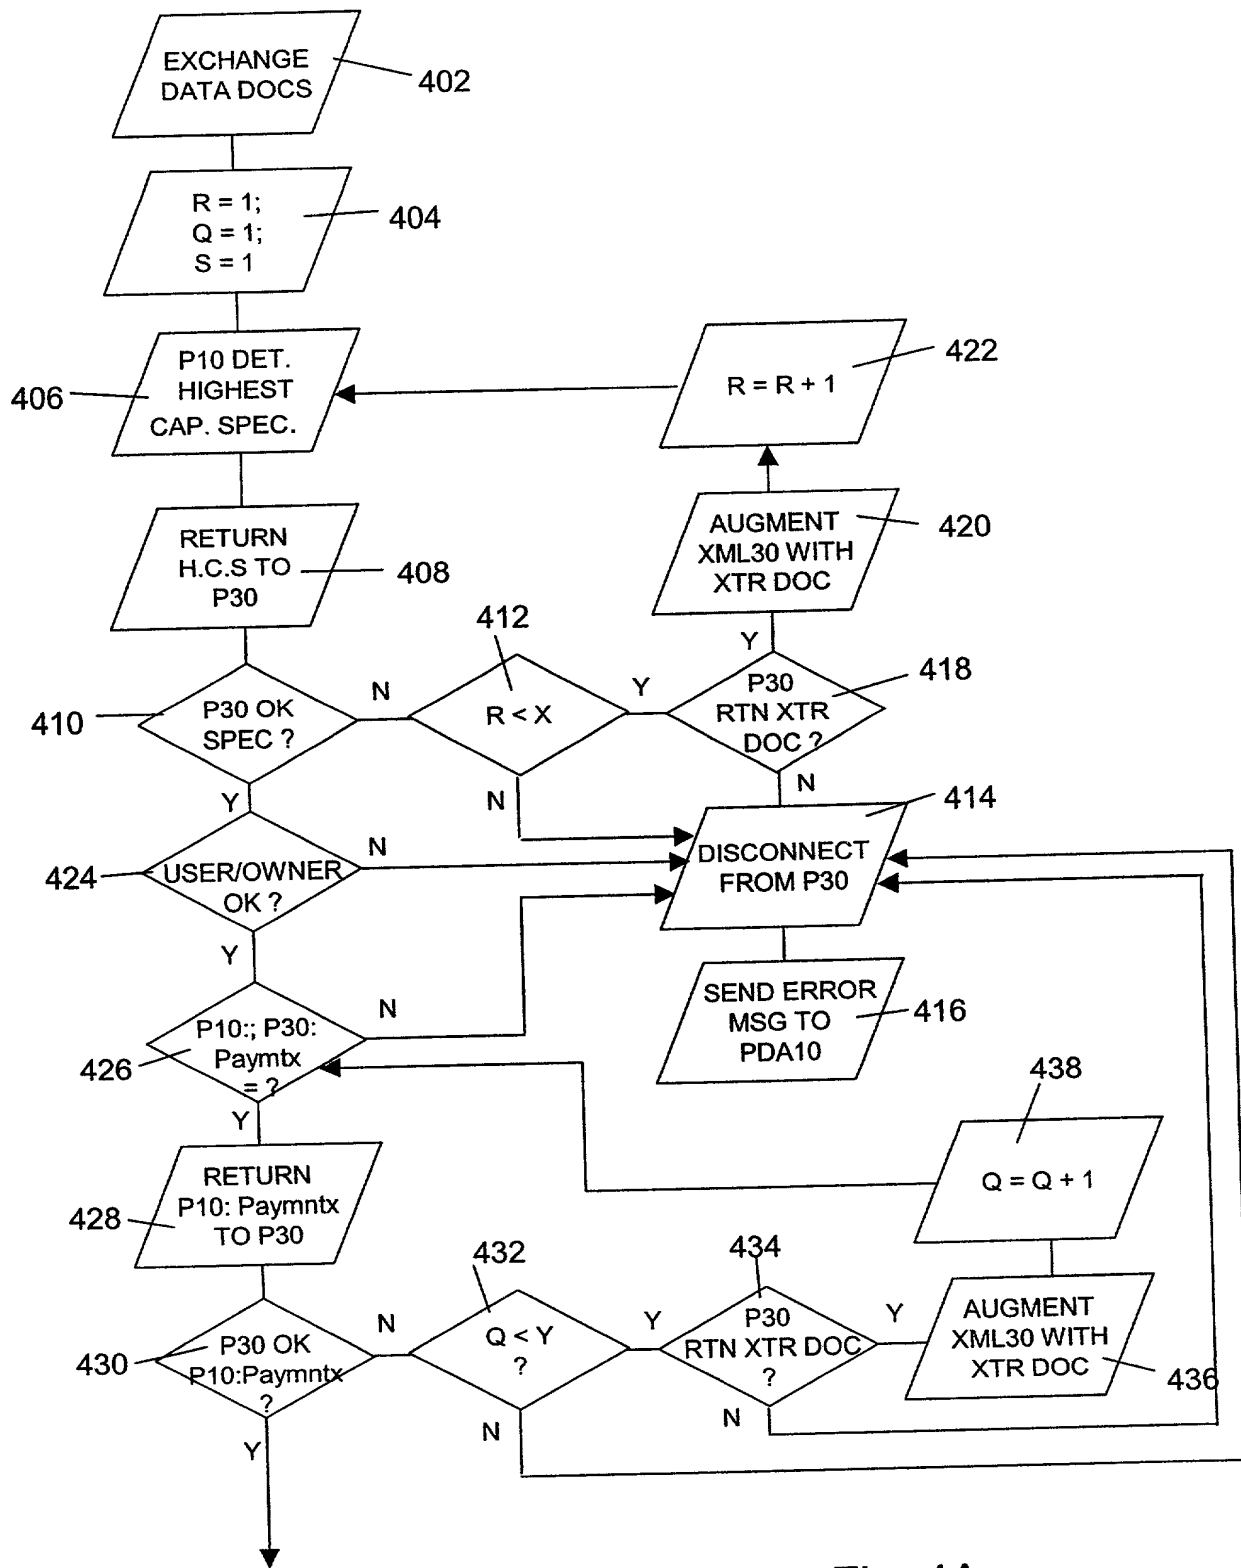 EXCHANGE
DATA DOCS
402
R = 1;
Q = 1;
S = 1
404
P10 DET.
HIGHEST
CAP. SPEC.
406
R = R + 1
422
RETURN
H.C.S TO
P30
408
AUGMENT
XML30 WITH
XTR DOC
420
412
Y
P30 OK
SPEC ?
410
N
R < X
Y
P30
RTN XTR
DOC ?
418
Y
N
N
USER/OWNER
OK ?
424
N
DISCONNECT
FROM P30
414
Y
P10:; P30:
Paymtx
= ?
426
N
SEND ERROR
MSG TO
PDA10
416
Y
438
RETURN
P10: Paymntx
TO P30
428
Q = Q + 1
432
434
P30 OK
P10:Paymntx
?
430
N
Q < Y
?
Y
P30
RTN XTR DOC
?
Y
AUGMENT
XML30 WITH
XTR DOC
436
Y
N
N